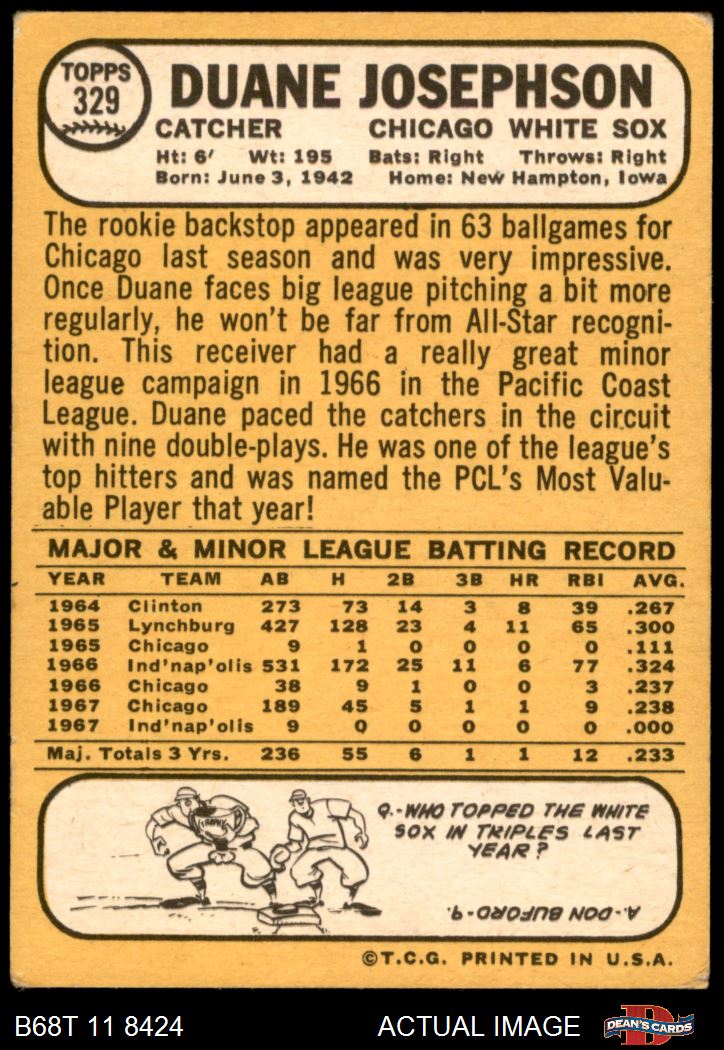 TOPPS
329
DUANE JOSEPHSON
CATCHER CHICAGO WHITE SOX
Ht: 6' Wt: 195 Bats: Right Throws: Right
Born: June 3, 1942 Home: New Hampton, Iowa
The rookie backstop appeared in 63 ballgames for
Chicago last season and was very impressive.
Once Duane faces big league pitching a bit more
regularly, he won't be far from All-Star recogni-
tion. This receiver had a really great minor
league campaign in 1966 in the Pacific Coast
League. Duane paced the catchers in the circuit
with nine double-plays. He was one of the league's
top hitters and was named the PCL's Most Valu-
able Player that year!
MAJOR & MINOR LEAGUE BATTING RECORD
YEAR TEAM AB H 2B 3B HR RBI AVG.
1964 Clinton 273 73 14 3 8 39 .267
1965 Lynchburg 427 128 23 4 11 65 .300
1965 Chicago 9 1 0 0 0 0 .111
1966 Ind'nap'olis 531 172 25 11 6 77 .324
1966 Chicago 38 9 1 0 0 3 .237
1967 Chicago 189 45 5 1 1 9 .238
1967 Ind'nap'olis 9 0 0 0 0 0 .000
Maj. Totals 3 Yrs. 236 55 6 1 1 12 .233
TROPHY
Q.-WHO TOPPED THE WHITE
SOX IN TRIPLES LAST
YEAR?
A.-DON BUFORD-9.
©T.C.G. PRINTED IN U.S.A.
B68T 11 8424 ACTUAL IMAGE
D
DEAN'S CARDS